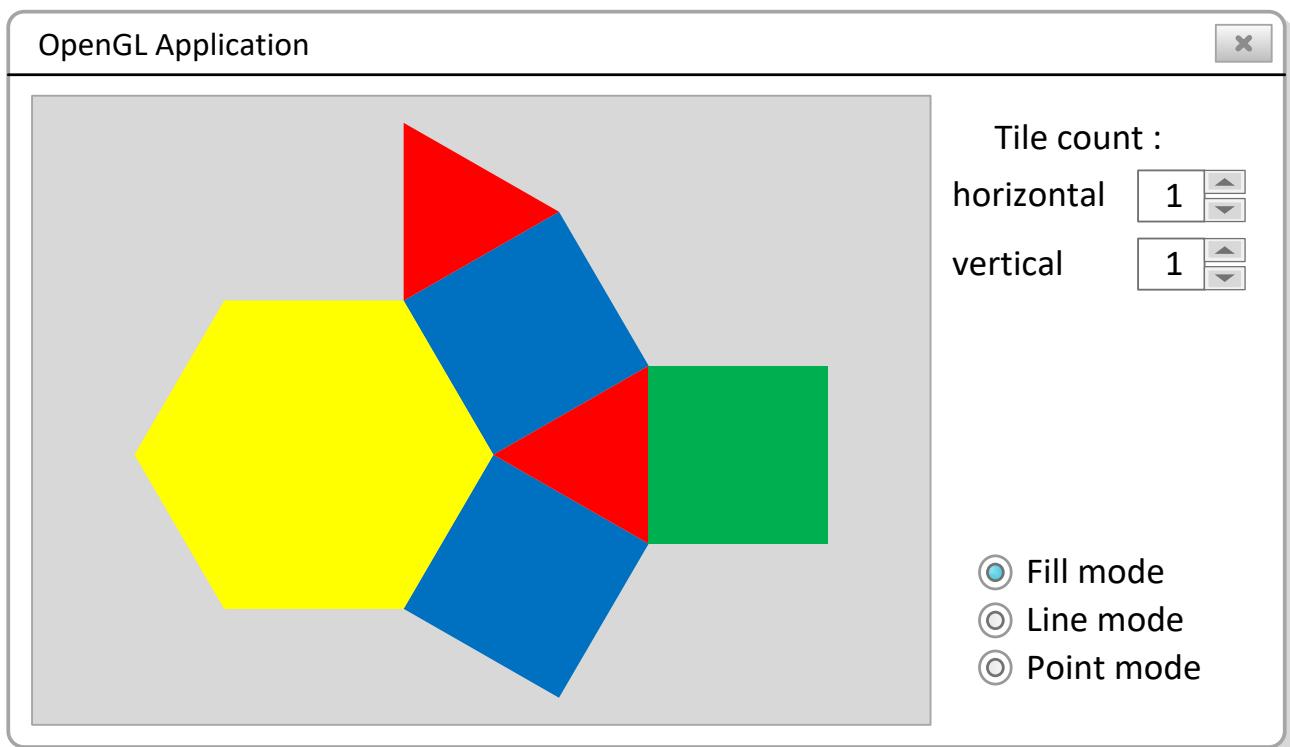 OpenGL Application
Tile count :
horizontal 1
vertical 1
Fill mode
Line mode
Point mode